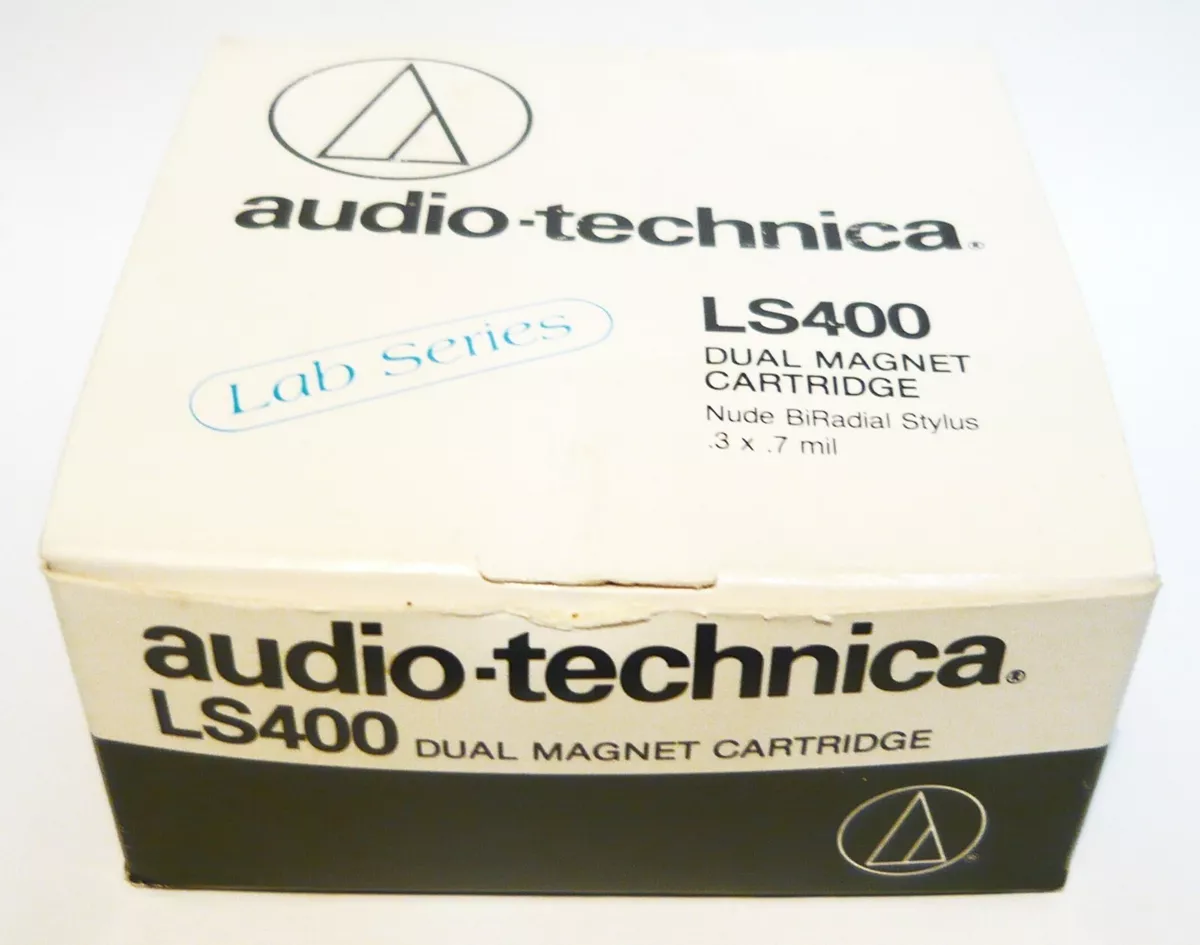 audio-technica®
Lab Series
LS400
DUAL MAGNET
CARTRIDGE
Nude BiRadial Stylus
.3 x .7 mil
audio-technica®
LS400 DUAL MAGNET CARTRIDGE